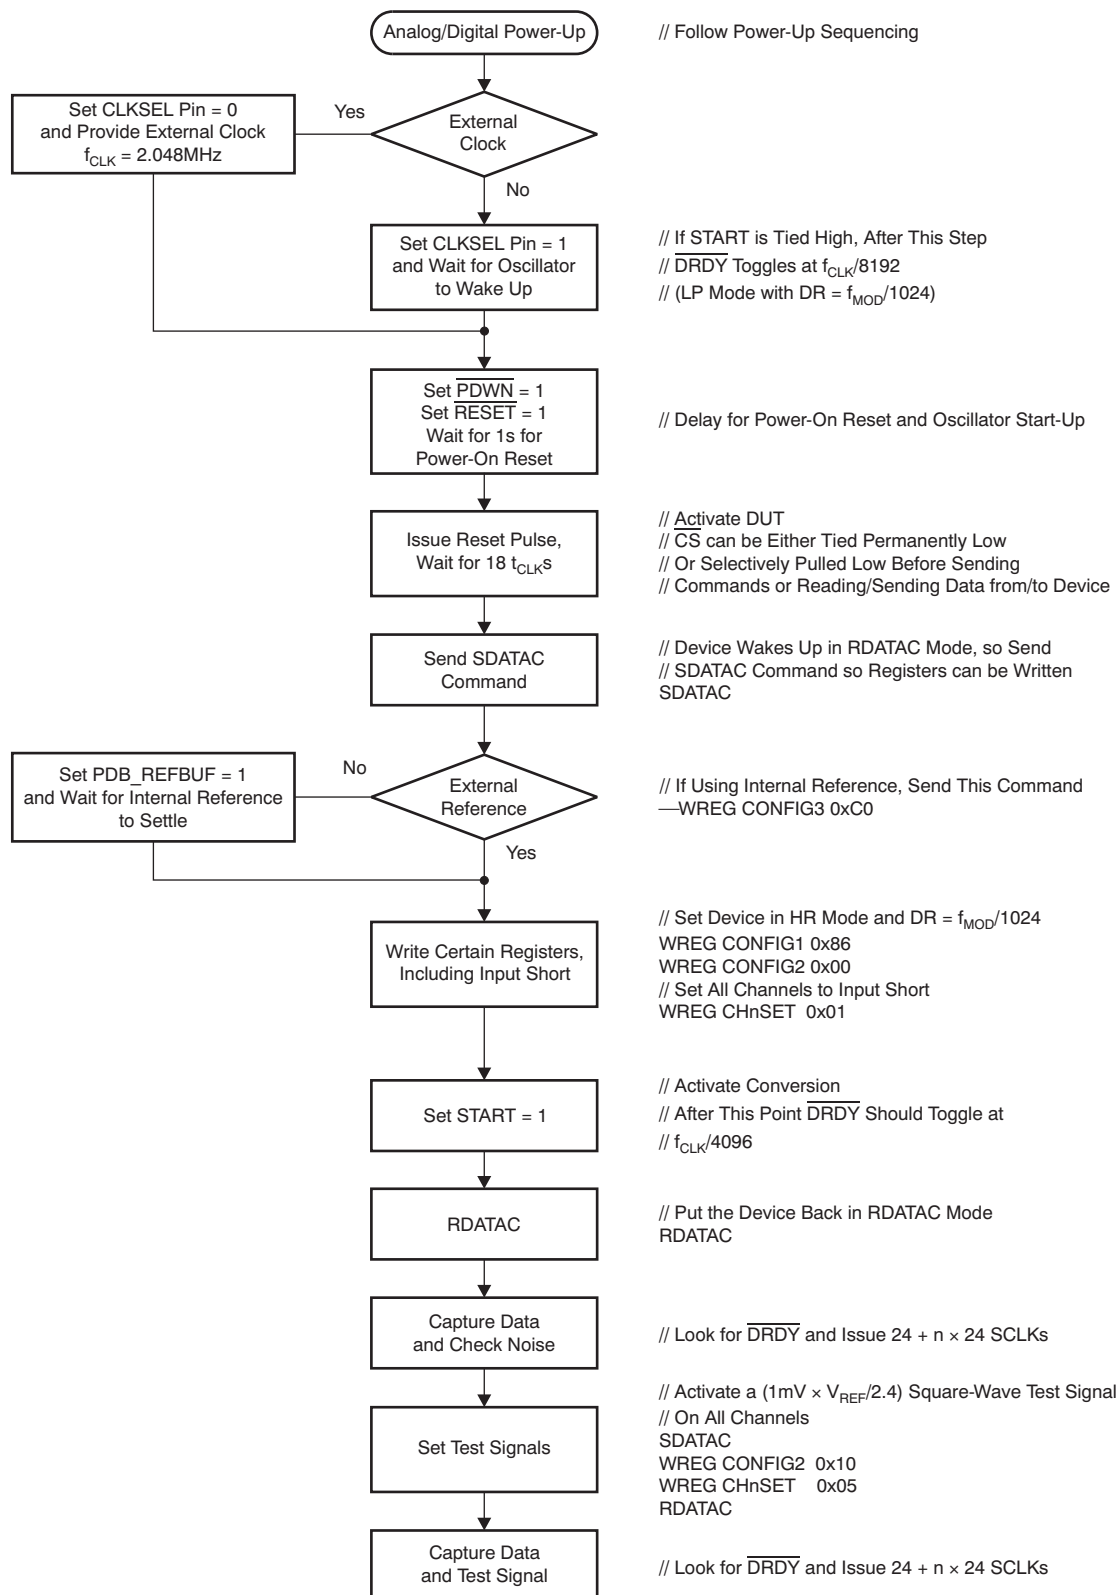 Analog/Digital Power-Up
// Follow Power-Up Sequencing
Set CLKSEL Pin = 0
and Provide External Clock
fCLK = 2.048MHz
Yes
External
Clock
No
Set CLKSEL Pin = 1
and Wait for Oscillator
to Wake Up
// If START is Tied High, After This Step
// DRDY Toggles at fCLK/8192
// (LP Mode with DR = fMOD/1024)
Set PDWN = 1
Set RESET = 1
Wait for 1s for
Power-On Reset
// Delay for Power-On Reset and Oscillator Start-Up
Issue Reset Pulse,
Wait for 18 tCLKs
// Activate DUT
// CS can be Either Tied Permanently Low
// Or Selectively Pulled Low Before Sending
// Commands or Reading/Sending Data from/to Device
Send SDATAC
Command
// Device Wakes Up in RDATAC Mode, so Send
// SDATAC Command so Registers can be Written
SDATAC
Set PDB_REFBUF = 1
and Wait for Internal Reference
to Settle
No
External
Reference
Yes
// If Using Internal Reference, Send This Command
—WREG CONFIG3 0xC0
Write Certain Registers,
Including Input Short
// Set Device in HR Mode and DR = fMOD/1024
WREG CONFIG1 0x86
WREG CONFIG2 0x00
// Set All Channels to Input Short
WREG CHnSET 0x01
Set START = 1
// Activate Conversion
// After This Point DRDY Should Toggle at
// fCLK/4096
RDATAC
// Put the Device Back in RDATAC Mode
RDATAC
Capture Data
and Check Noise
// Look for DRDY and Issue 24 + n × 24 SCLKs
Set Test Signals
// Activate a (1mV × VREF/2.4) Square-Wave Test Signal
// On All Channels
SDATAC
WREG CONFIG2 0x10
WREG CHnSET 0x05
RDATAC
Capture Data
and Test Signal
// Look for DRDY and Issue 24 + n × 24 SCLKs